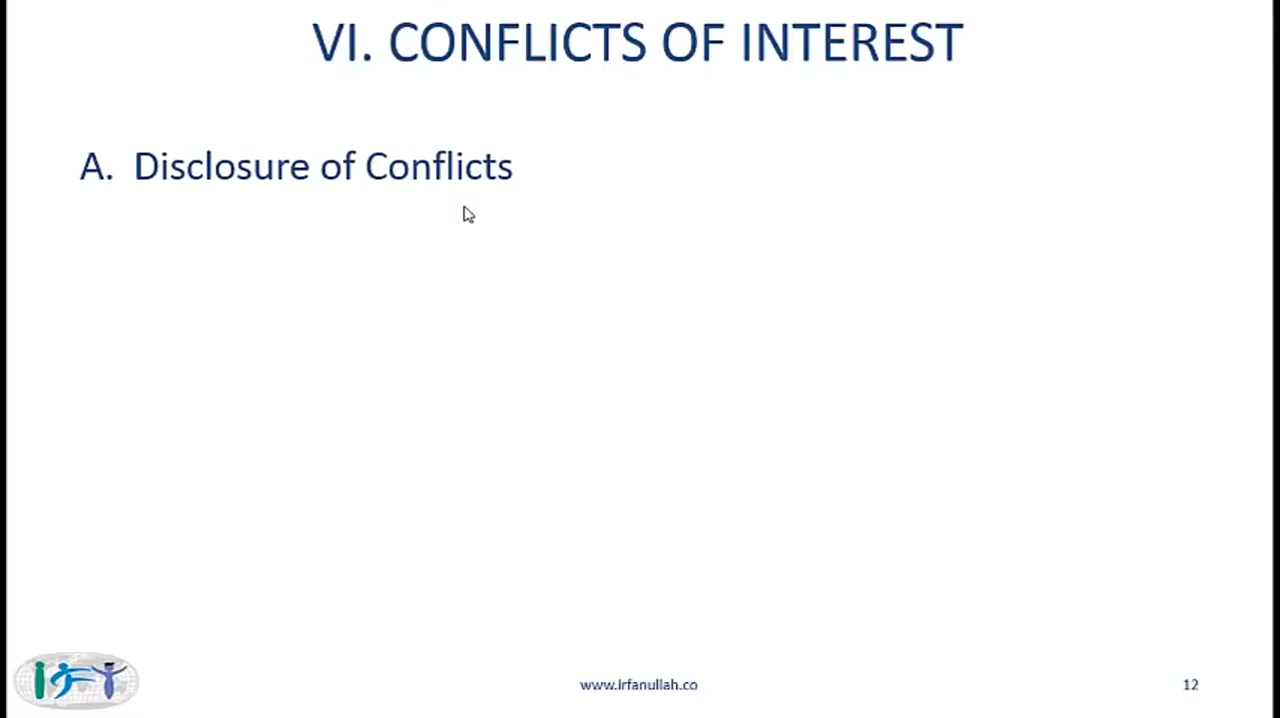 VI. CONFLICTS OF INTEREST
A. Disclosure of Conflicts
www.irfanullah.co
12